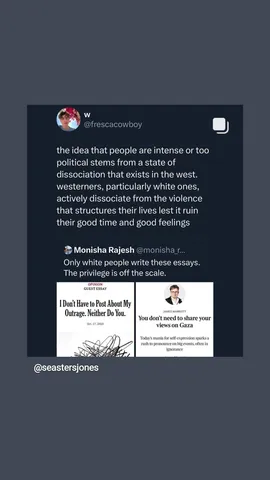 w
@frescacowboy
the idea that people are intense or too
political stems from a state of
dissociation that exists in the west.
westerners, particularly white ones,
actively dissociate from the violence
that structures their lives lest it ruin
their good time and good feelings
Monisha Rajesh @monisha_r...
Only white people write these essays.
The privilege is off the scale.
OPINION
GUEST ESSAY
I Don't Have to Post About My
Outrage. Neither Do You.
JAMES MARRIOTT
You don't need to share your
views on Gaza
Today's mania for self-expression sparks a
rush to pronounce on big events, often in
ignorance
@seastersjones